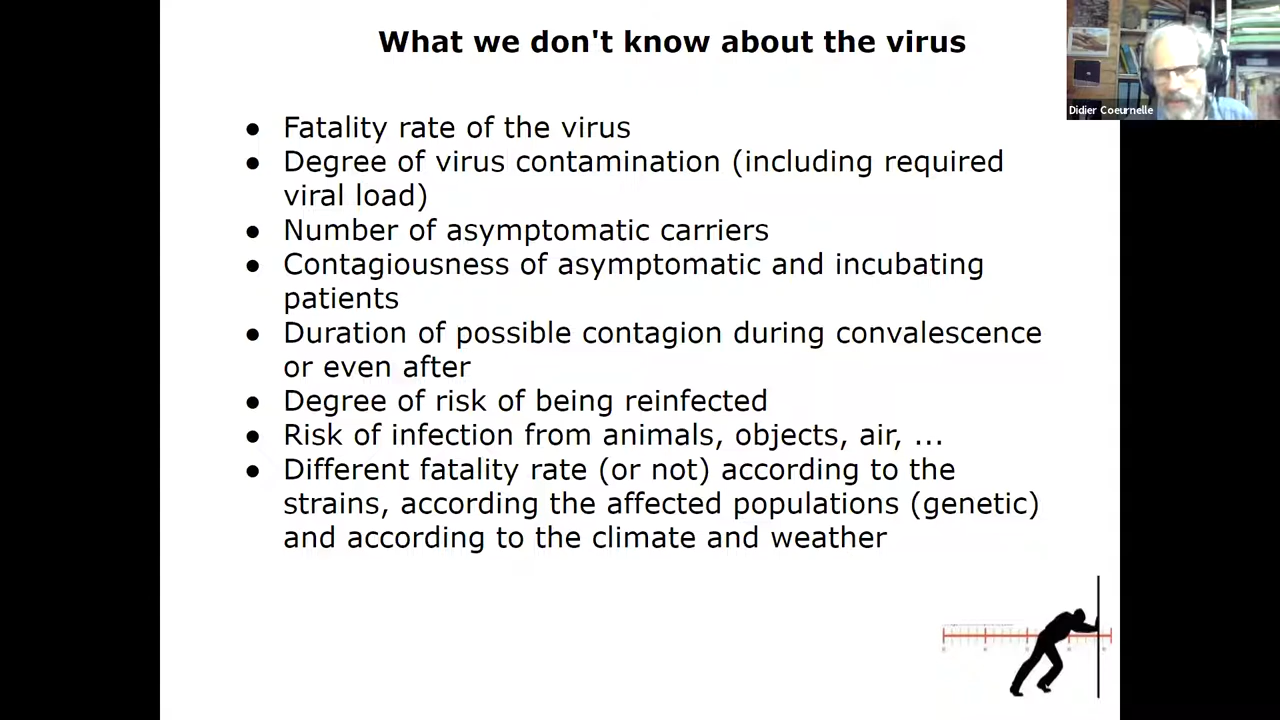 What we don't know about the virus
Didier Coeurnelle
● Fatality rate of the virus
● Degree of virus contamination (including required
viral load)
● Number of asymptomatic carriers
● Contagiousness of asymptomatic and incubating
patients
● Duration of possible contagion during convalescence
or even after
● Degree of risk of being reinfected
● Risk of infection from animals, objects, air, ...
● Different fatality rate (or not) according to the
strains, according the affected populations (genetic)
and according to the climate and weather